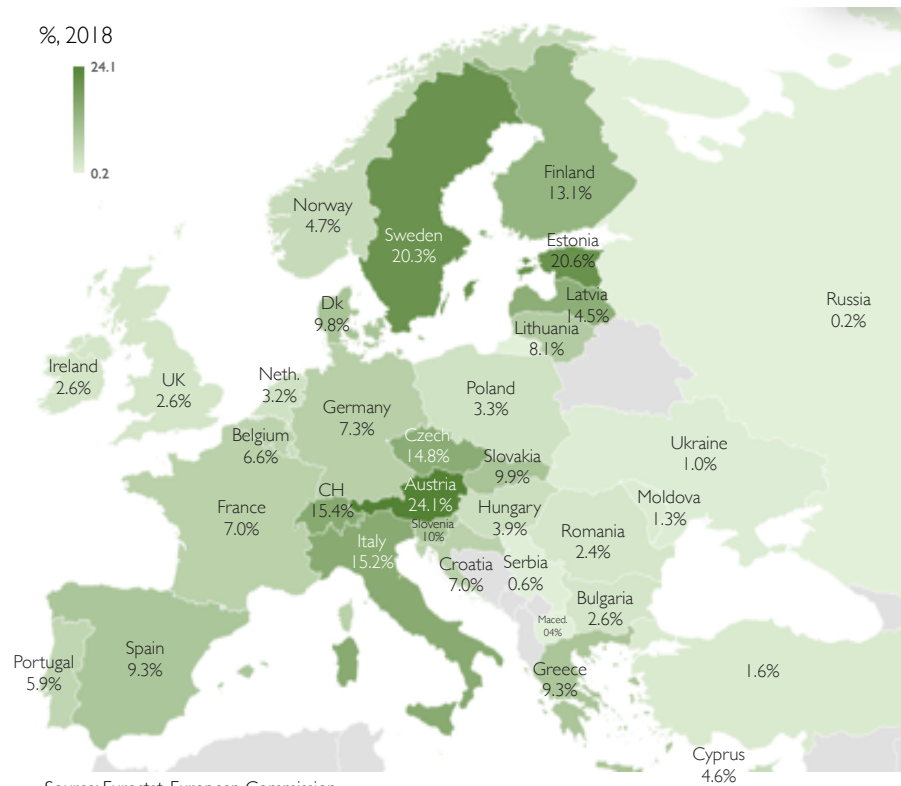 %, 2018
24.1
0.2
Finland
13.1%
Norway
4.7%
Sweden
20.3%
Estonia
20.6%
Latvia
14.5%
Lithuania
8.1%
Russia
0.2%
Dk
9.8%
Ireland
2.6%
UK
2.6%
Neth.
3.2%
Germany
7.3%
Poland
3.3%
Belgium
6.6%
Czech
14.8%
Slovakia
9.9%
Ukraine
1.0%
Austria
24.1%
CH
15.4%
France
7.0%
Hungary
3.9%
Moldova
1.3%
Slovenia
10%
Romania
2.4%
Italy
15.2%
Croatia
7.0%
Serbia
0.6%
Bulgaria
2.6%
Maced.
04%
Spain
9.3%
Portugal
5.9%
Greece
9.3%
1.6%
Cyprus
4.6%
Source: Eurostat, European Commission